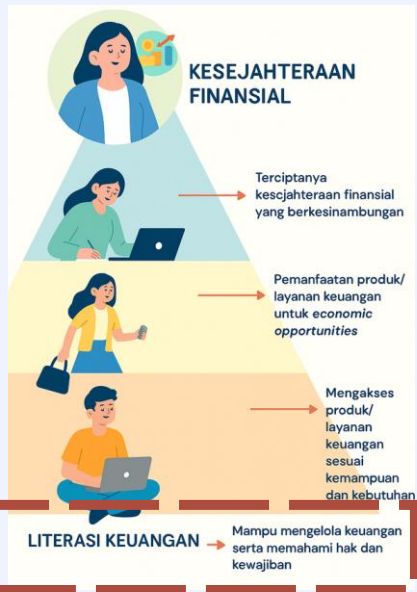 KESEJAHTERAAN
FINANSIAL
Terciptanya
kescjahteraan finansial
yang berkesinambungan
Pemanfaatan produk/
layanan keuangan
untuk economic
opportunities
Mengakses
produk/
layanan
keuangan
sesuai
kemampuan
dan kebutuhan
LITERASI KEUANGAN
Mampu mengelola keuangan
serta memahami hak dan
kewajiban